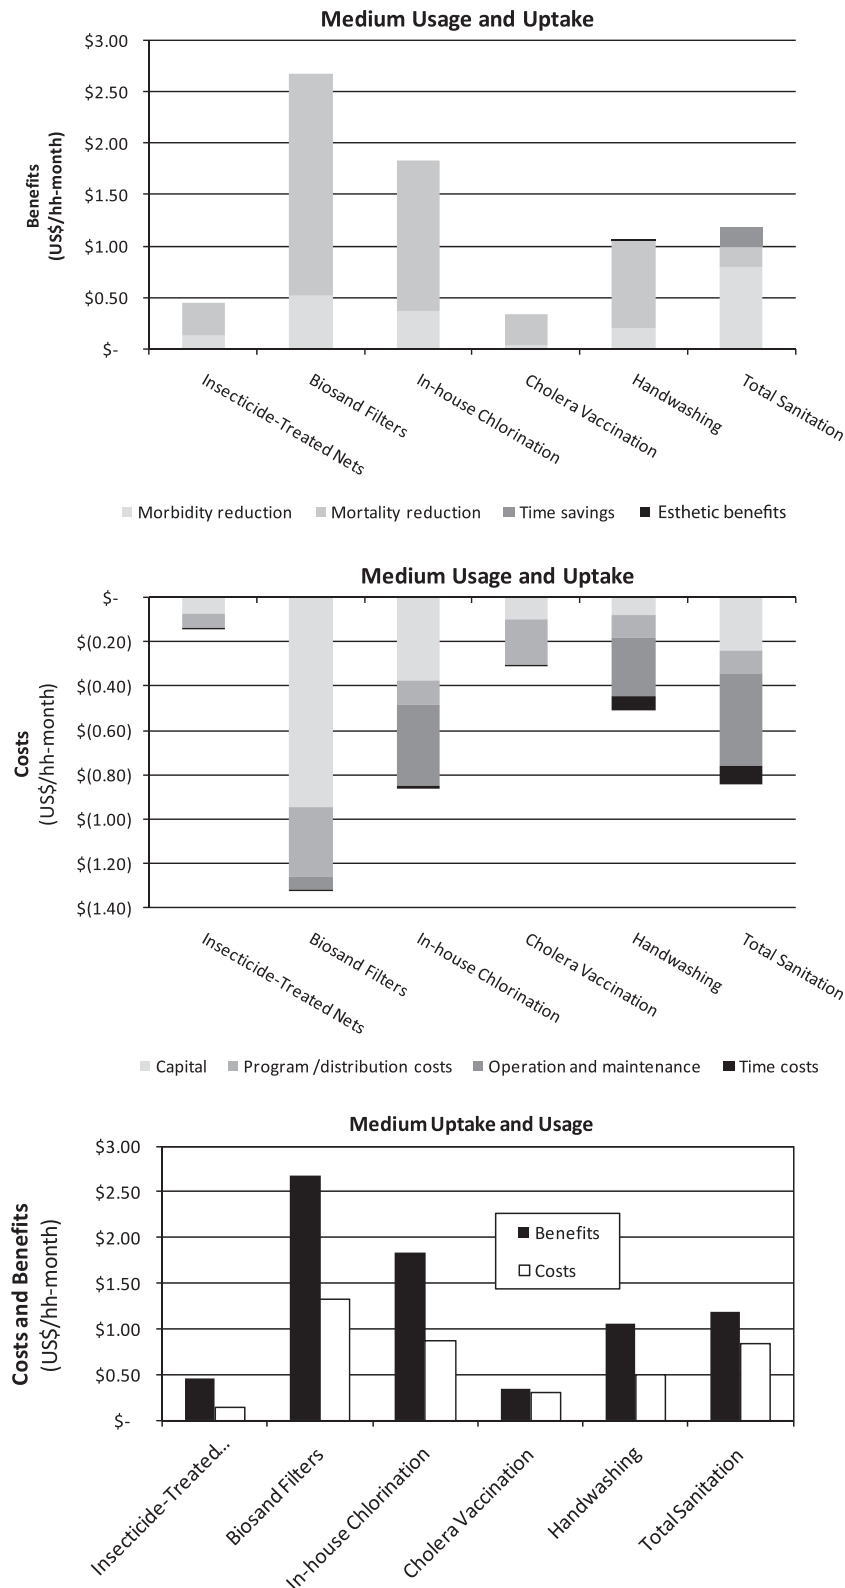 Medium Usage and Uptake
Benefits
(US$/hh-month)
$3.00
$2.50
$2.00
$1.50
$1.00
$0.50
$-
Insecticide-Treated Nets
Biosand Filters
In-house Chlorination
Cholera Vaccination
Handwashing
Total Sanitation
Morbidity reduction Mortality reduction Time savings Esthetic benefits
Medium Usage and Uptake
Costs
(US$/hh-month)
$-
$(0.20)
$(0.40)
$(0.60)
$(0.80)
$(1.00)
$(1.20)
$(1.40)
Insecticide-Treated Nets
Biosand Filters
In-house Chlorination
Cholera Vaccination
Handwashing
Total Sanitation
Capital Program /distribution costs Operation and maintenance Time costs
Medium Uptake and Usage
Costs and Benefits
(US$/hh-month)
$3.00
$2.50
$2.00
$1.50
$1.00
$0.50
$-
Benefits
Costs
Insecticide-Treated...
Biosand Filters
In-house Chlorination
Cholera Vaccination
Handwashing
Total Sanitation